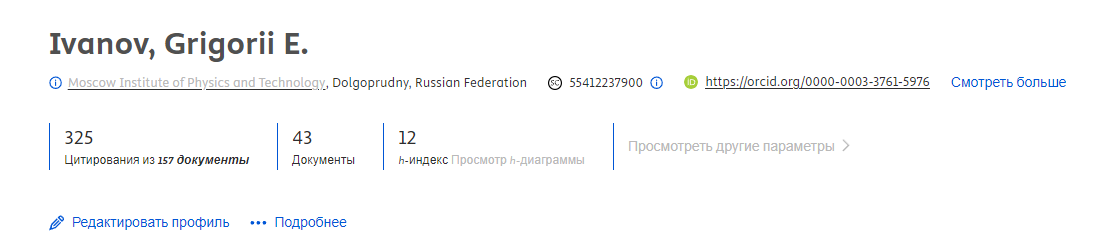 Ivanov, Grigorii E.
Moscow Institute of Physics and Technology, Dolgoprudny, Russian Federation SC 55412237900 iD https://orcid.org/0000-0003-3761-5976 Смотреть больше
325 43 12
Цитирования из 157 документы Документы h-индекс Просмотр h-диаграммы Просмотреть другие параметры
Редактировать профиль Подробнее